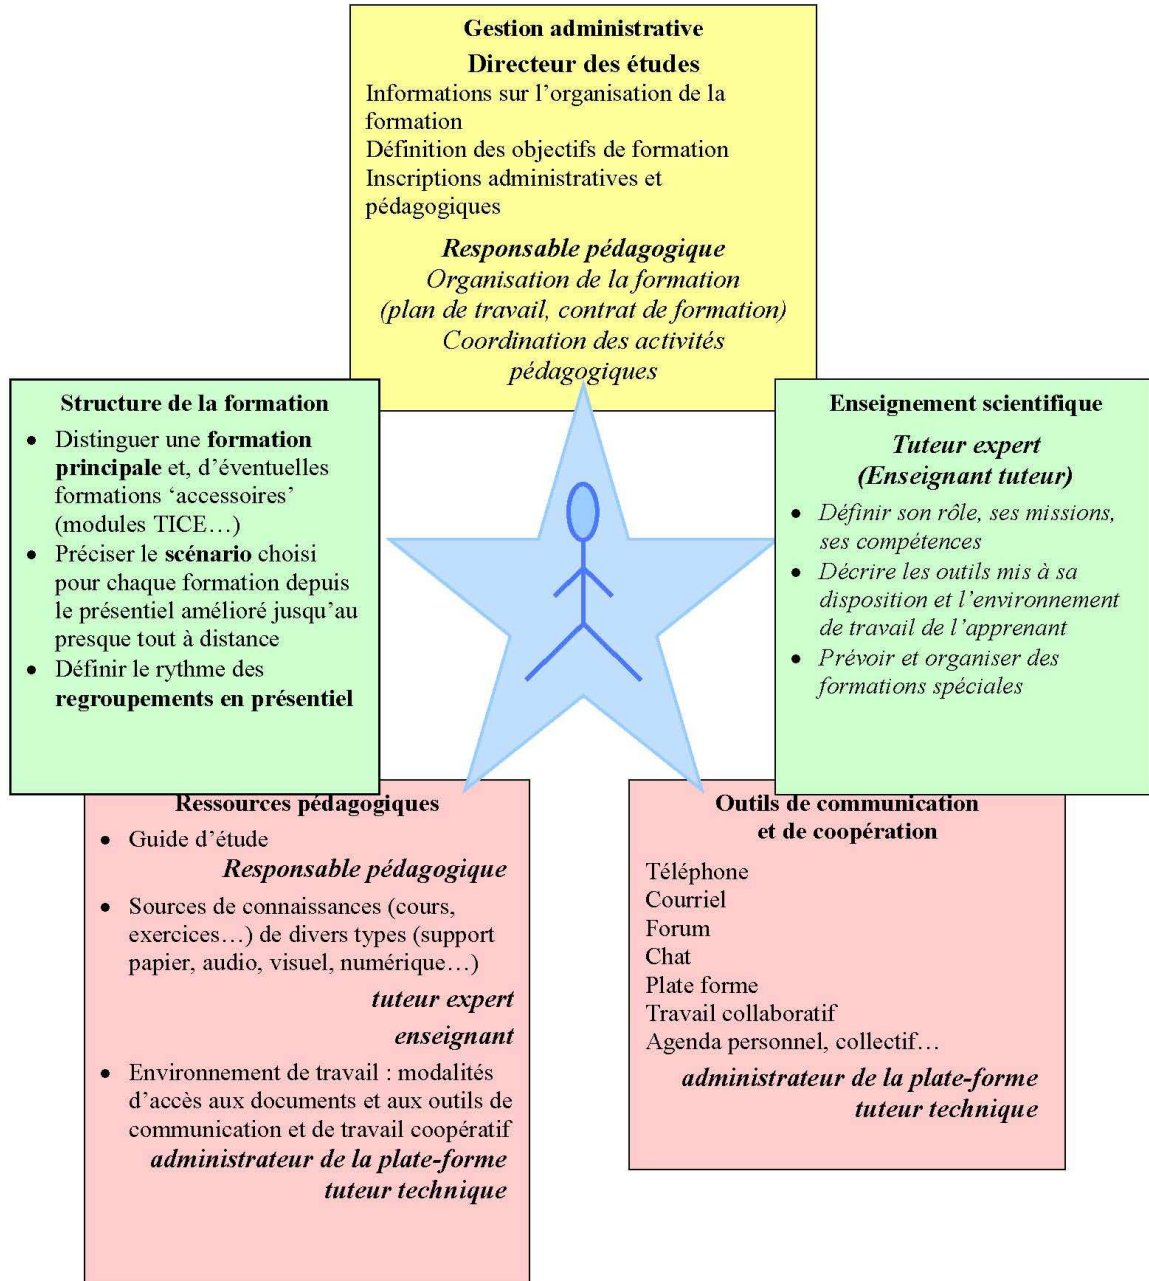 Gestion administrative
Directeur des études
Informations sur l’organisation de la
formation
Définition des objectifs de formation
Inscriptions administratives et
pédagogiques
Responsable pédagogique
Organisation de la formation
(plan de travail, contrat de formation)
Coordination des activités
pédagogiques
Structure de la formation
• Distinguer une formation
principale et, d’éventuelles
formations ‘accessoires’
(modules TICE…)
• Préciser le scénario choisi
pour chaque formation depuis
le présentiel amélioré jusqu’au
presque tout à distance
• Définir le rythme des
regroupements en présentiel
Enseignement scientifique
Tuteur expert
(Enseignant tuteur)
• Définir son rôle, ses missions,
ses compétences
• Décrire les outils mis à sa
disposition et l’environnement
de travail de l’apprenant
• Prévoir et organiser des
formations spéciales
Ressources pédagogiques
• Guide d’étude
Responsable pédagogique
• Sources de connaissances (cours,
exercices…) de divers types (support
papier, audio, visuel, numérique…)
tuteur expert
enseignant
• Environnement de travail : modalités
d’accès aux documents et aux outils de
communication et de travail coopératif
administrateur de la plate-forme
tuteur technique
Outils de communication
et de coopération
Téléphone
Courriel
Forum
Chat
Plate forme
Travail collaboratif
Agenda personnel, collectif…
administrateur de la plate-forme
tuteur technique